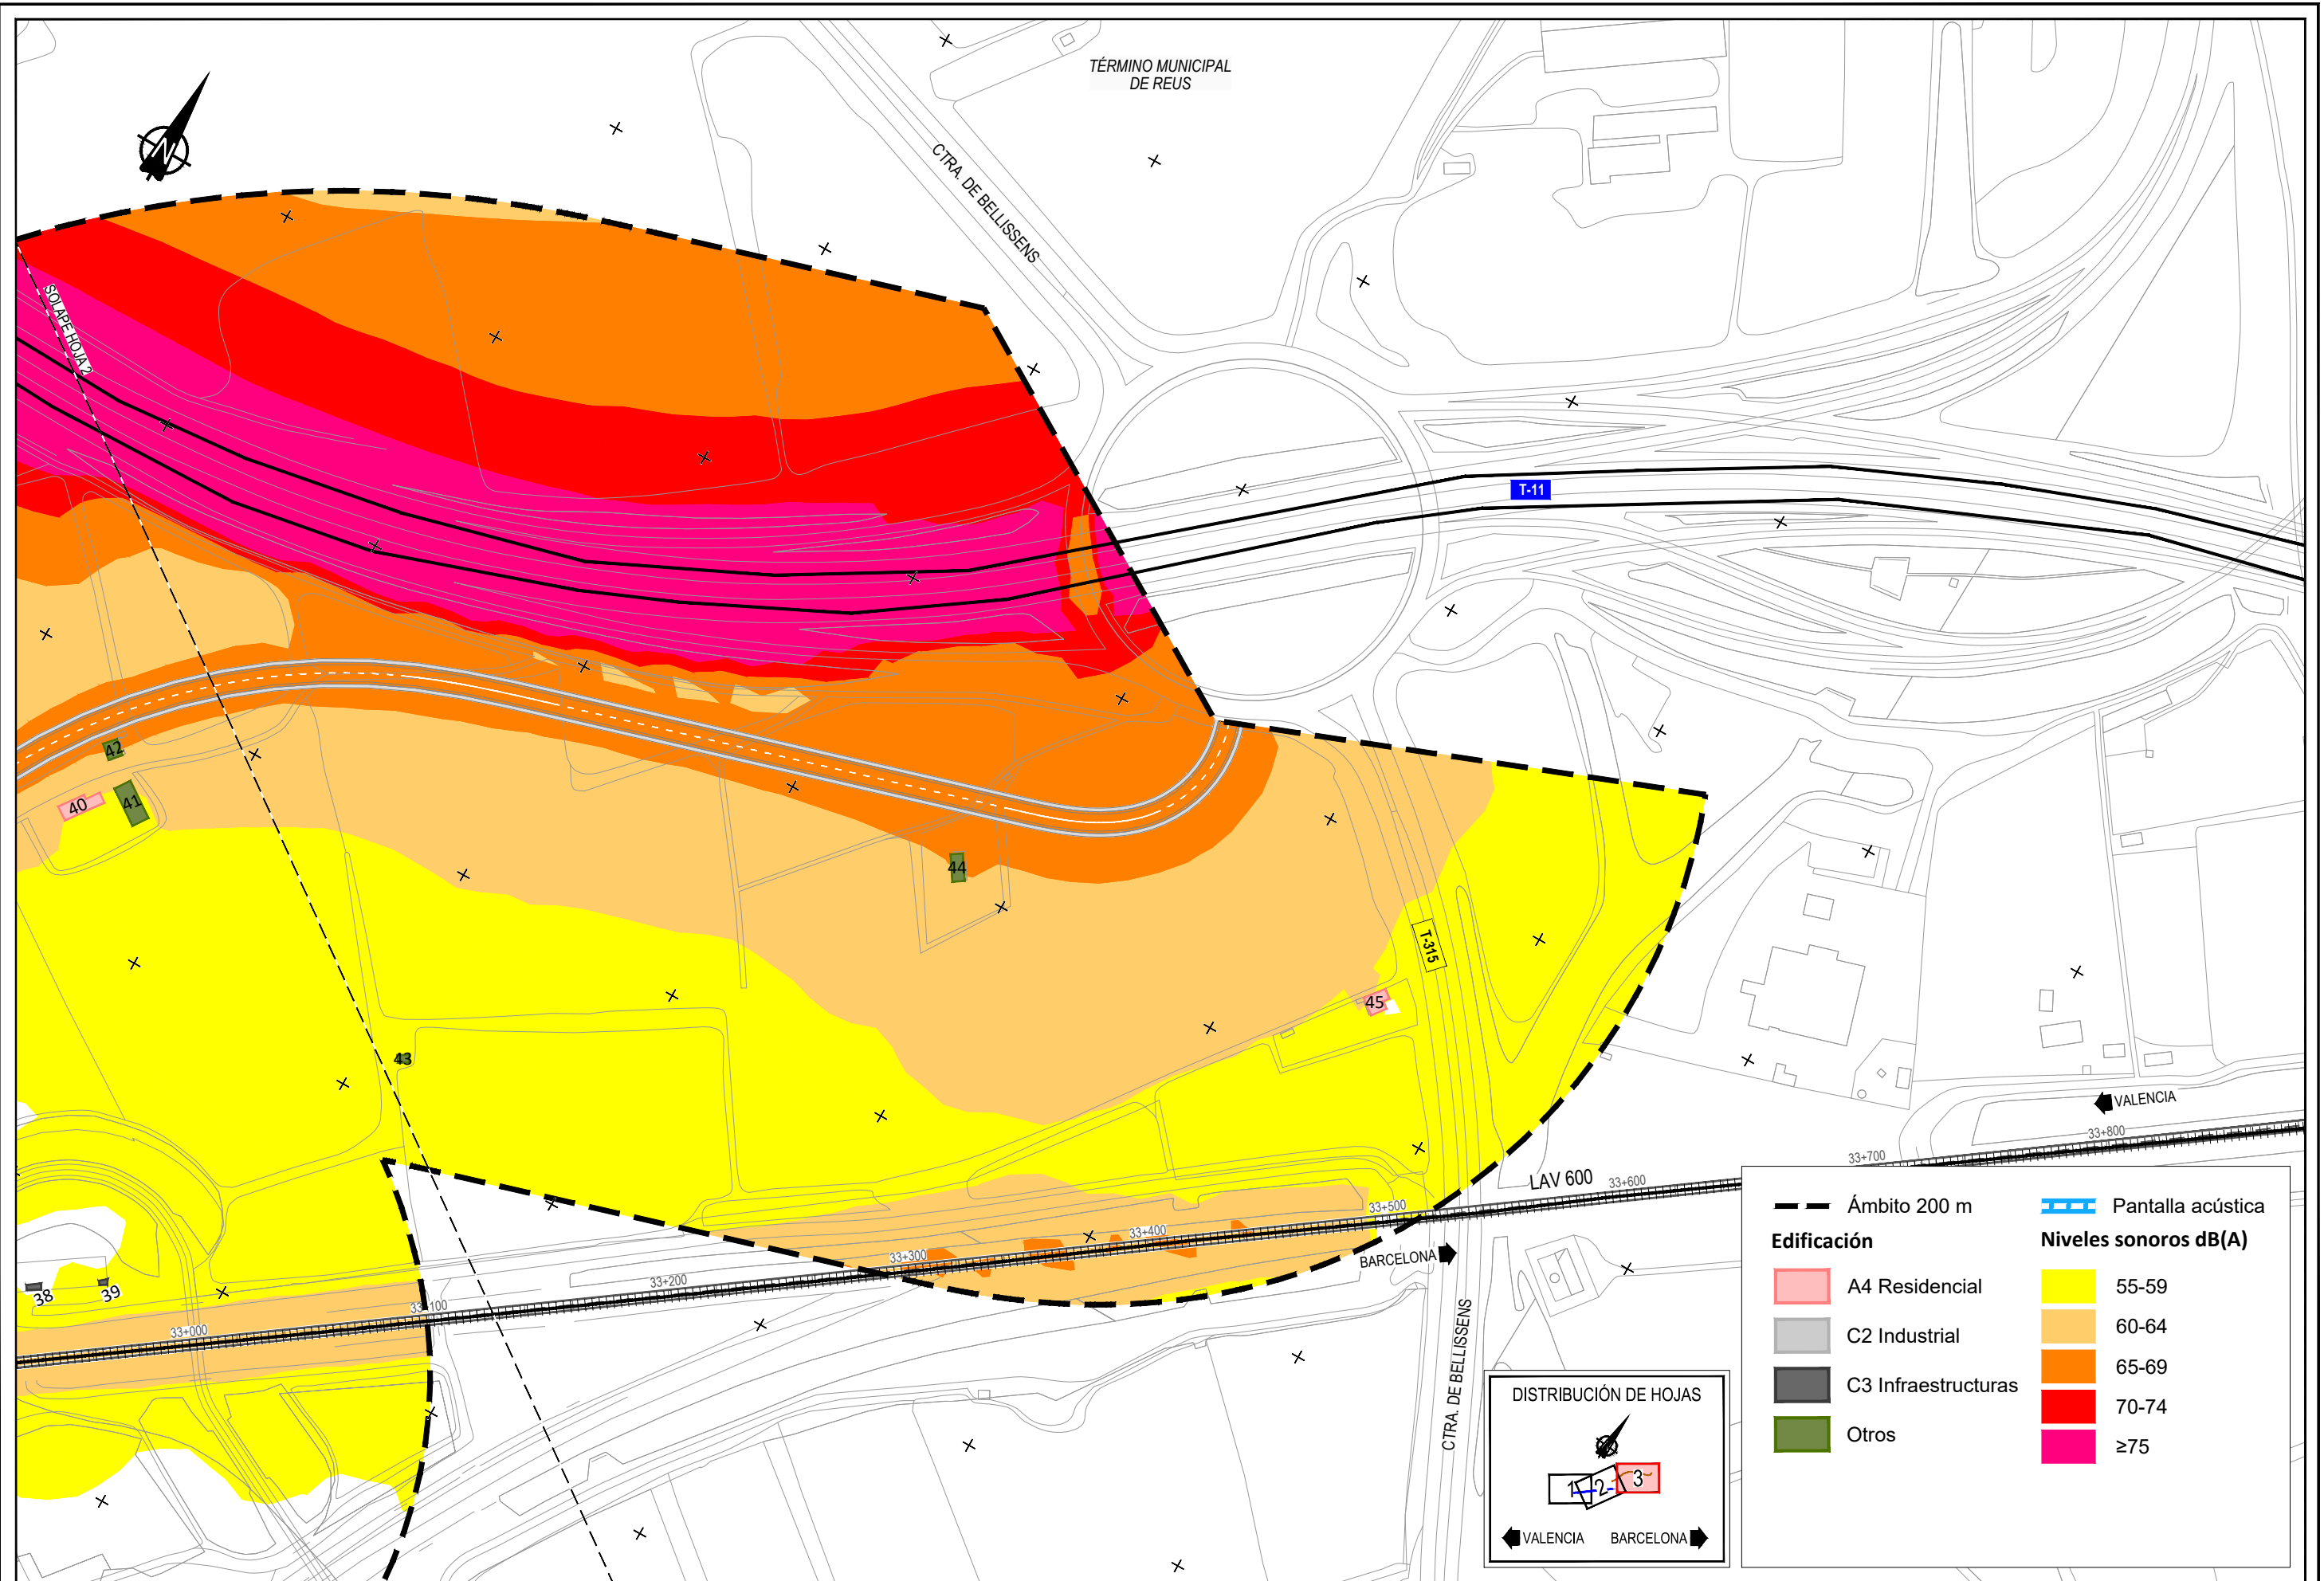 TÉRMINO MUNICIPAL
DE REUS
N
CTRA. DE BELLISSENS
SOLAPE HOJA 2
T-11
42
40
41
44
T-315
45
43
VALENCIA
33+800
33+700
LAV 600
33+600
33+500
33+400
BARCELONA
33+300
33+200
33+100
33+000
38
39
CTRA. DE BELLISSENS
Ámbito 200 m
Pantalla acústica
Edificación
Niveles sonoros dB(A)
A4 Residencial
55-59
C2 Industrial
60-64
C3 Infraestructuras
65-69
70-74
Otros
≥75
DISTRIBUCIÓN DE HOJAS
1
2
3
VALENCIA
BARCELONA